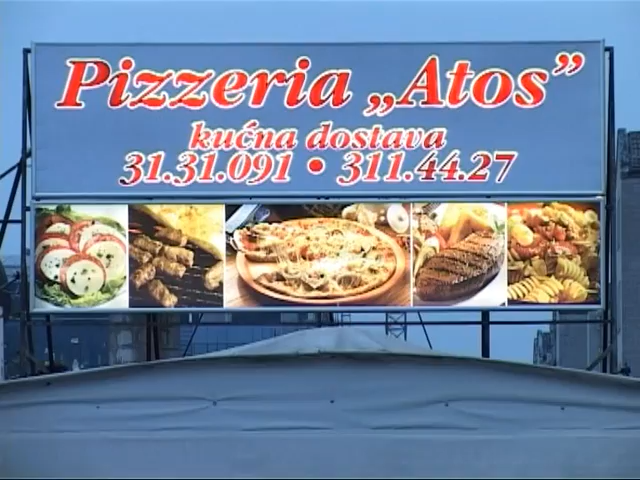 Pizzeria „Atos”
kućna dostava
31.31.091 • 311.44.27